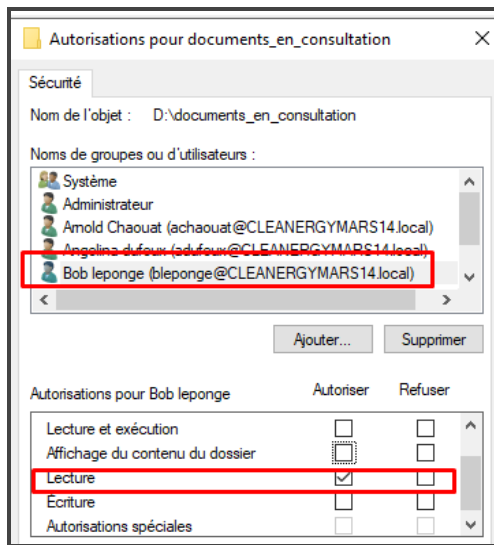 Autorisations pour documents_en_consultation
Sécurité
Nom de l'objet : D:\documents_en_consultation
Noms de groupes ou d'utilisateurs :
Système
Administrateur
Arnold Chaouat (achaouat@CLEANERGYMARS14.local)
Angelina dufoux (adufoux@CLEANERGYMARS14.local)
Bob leponge (bleponge@CLEANERGYMARS14.local)
Ajouter... Supprimer
Autorisations pour Bob leponge Autoriser Refuser
Lecture et exécution
Affichage du contenu du dossier
Lecture
Écriture
Autorisations spéciales